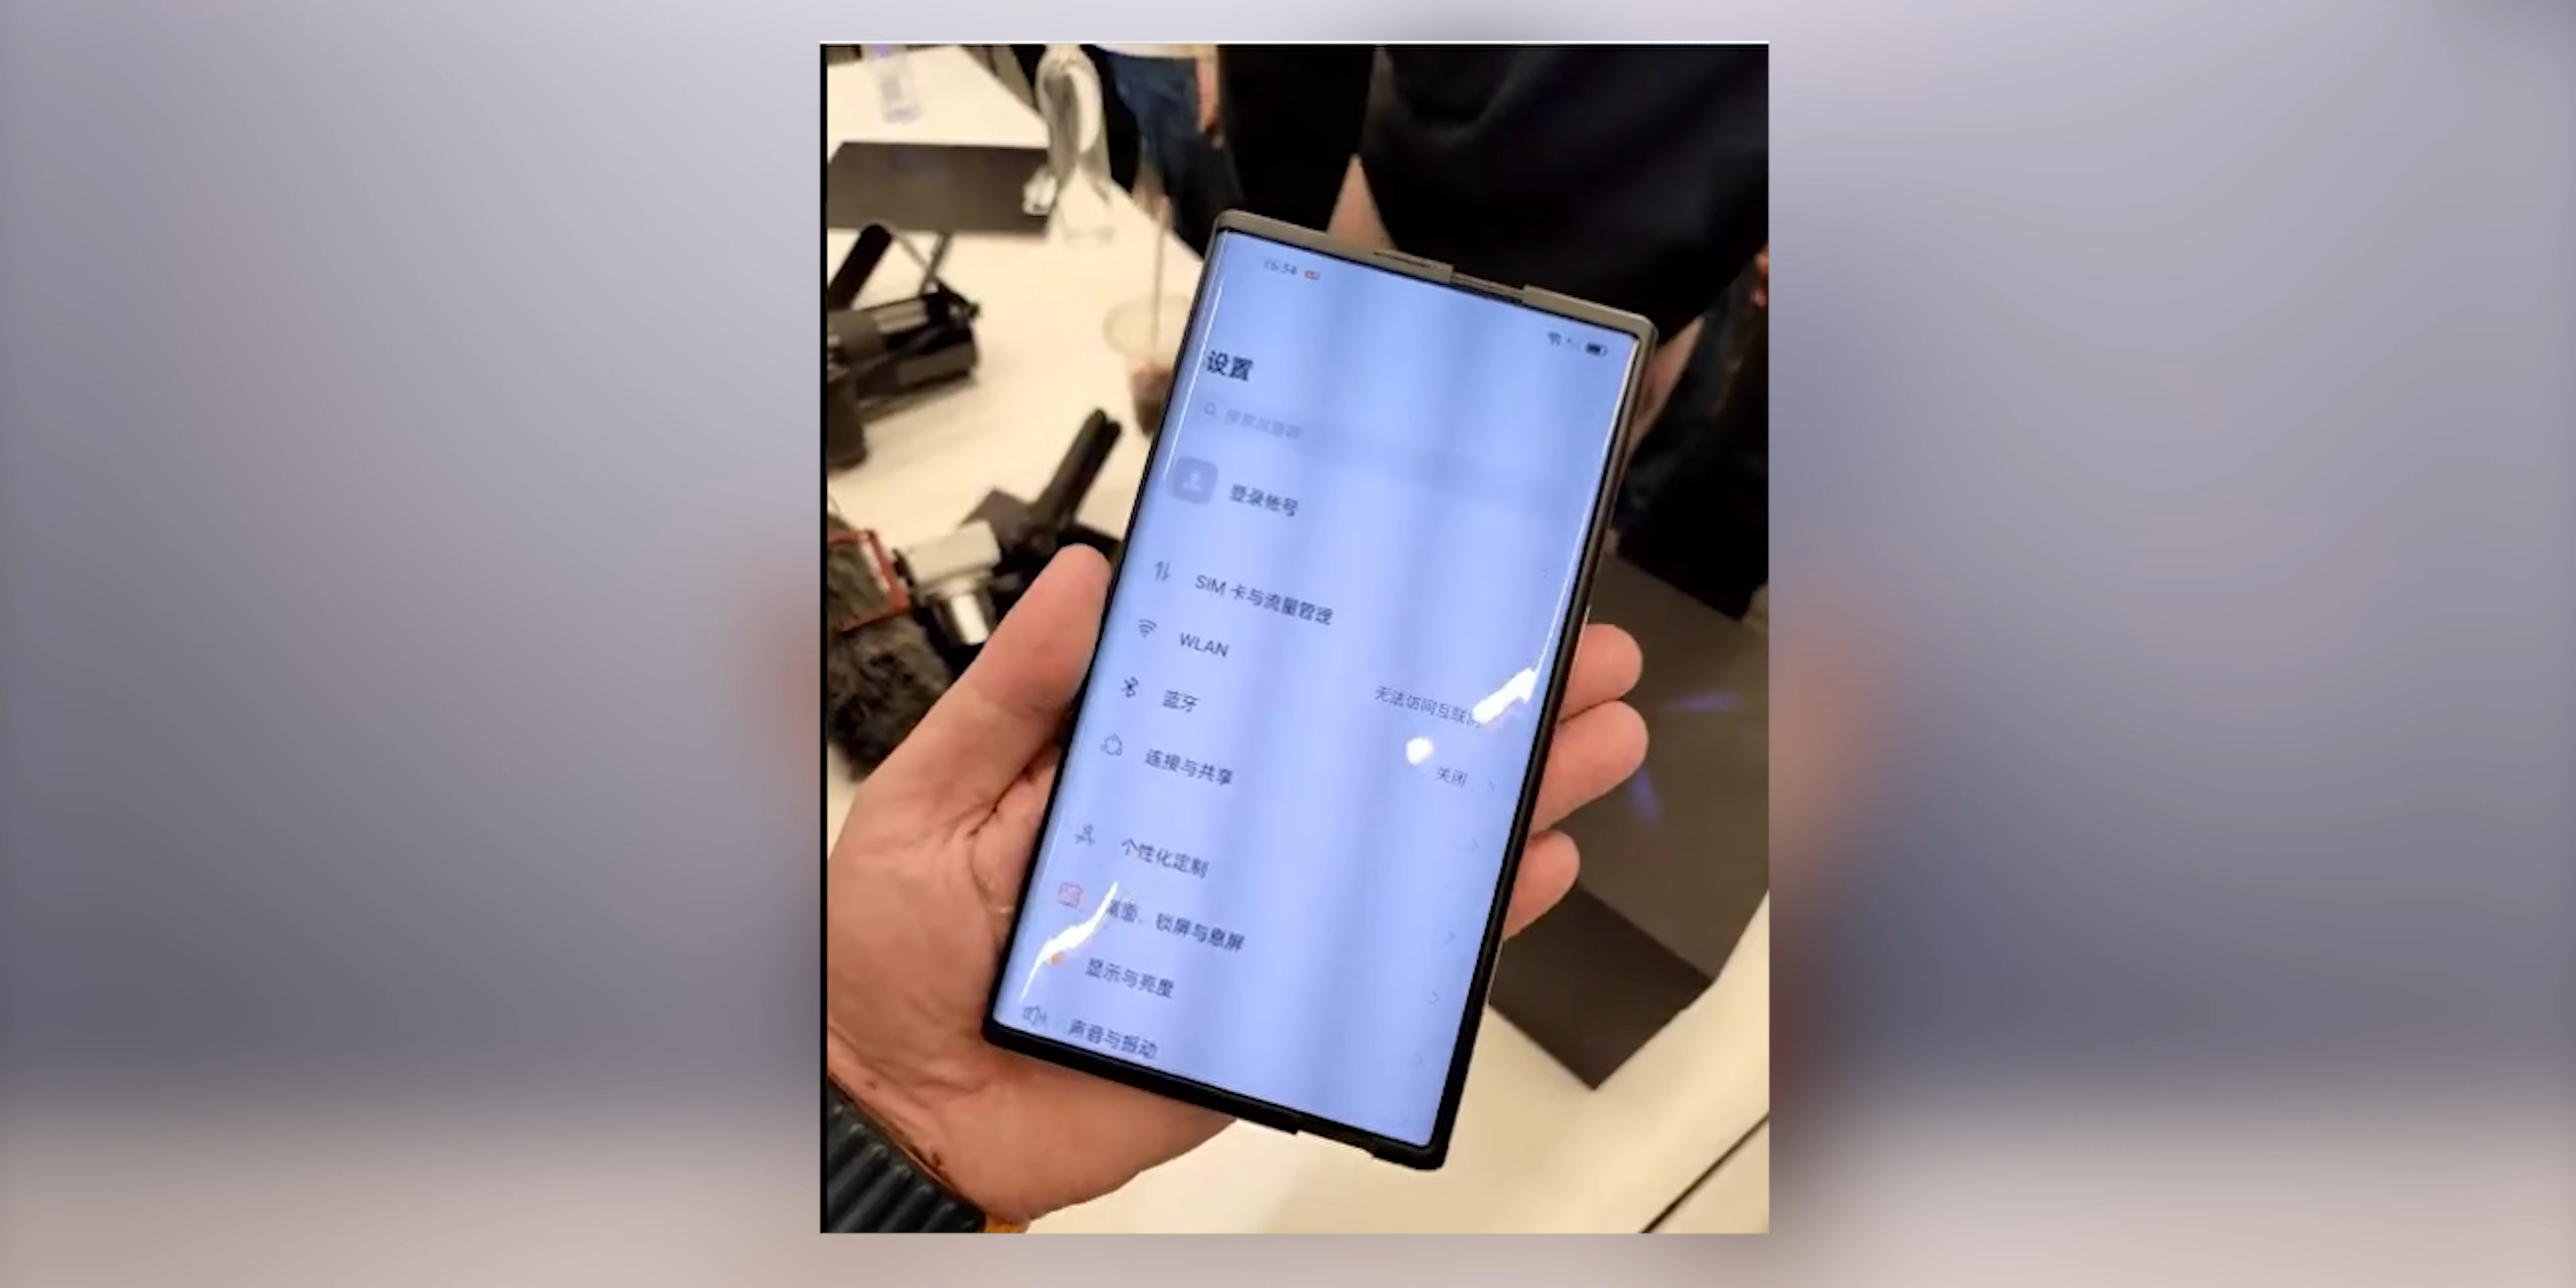 设置
登录帐号
SIM 卡与流量管理
WLAN
无法访问互联网
蓝牙
关闭
连接与共享
个性化定制
桌面、锁屏与息屏
显示与亮度
声音与振动